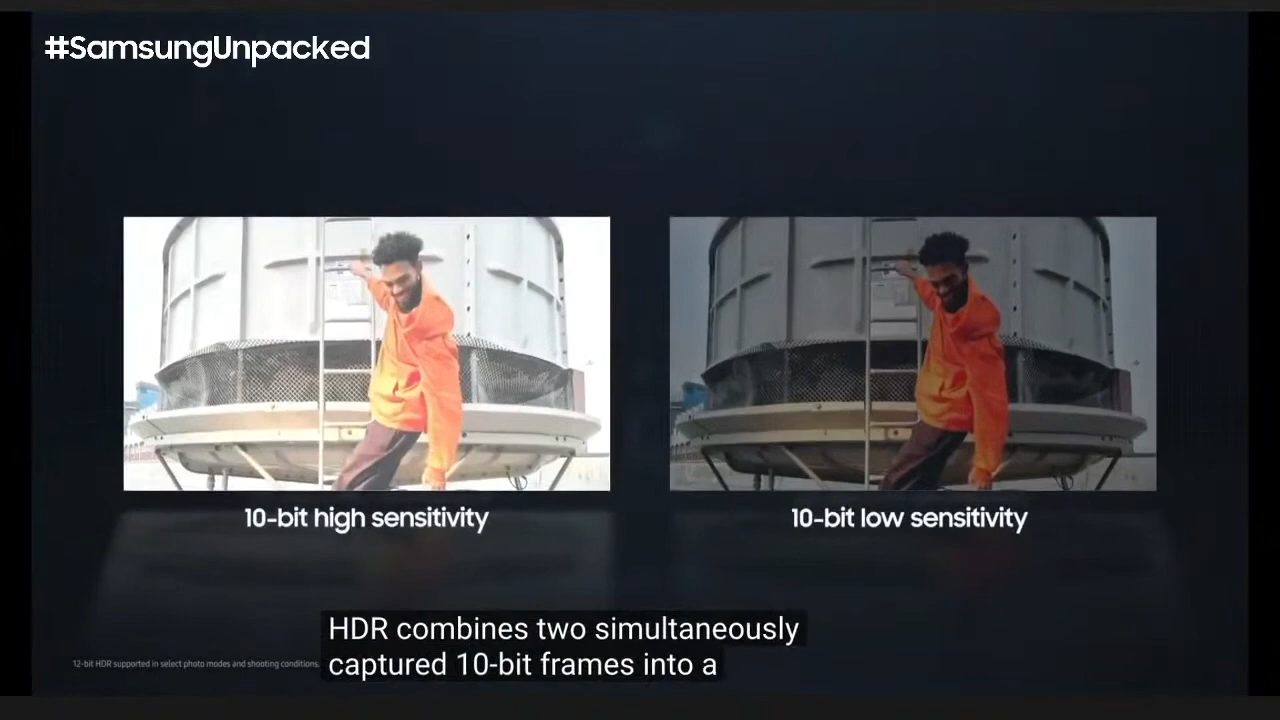 #SamsungUnpacked
10-bit high sensitivity
10-bit low sensitivity
HDR combines two simultaneously
captured 10-bit frames into a
12-bit HDR supported in select photo modes and shooting conditions.